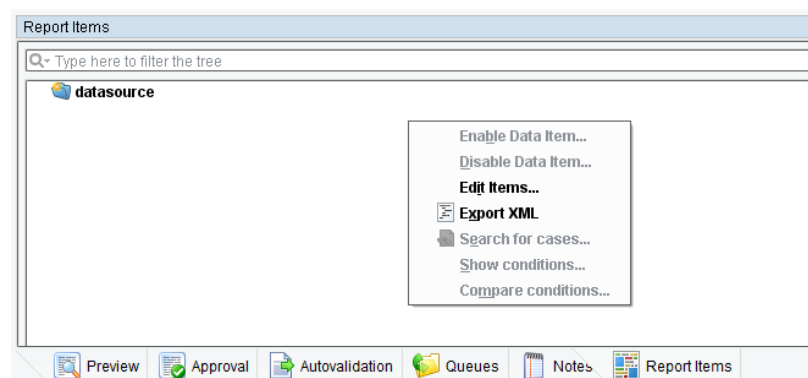 Report Items
Type here to filter the tree
datasource
Enable Data Item...
Disable Data Item...
Edit Items...
Export XML
Search for cases...
Show conditions...
Compare conditions...
Preview Approval Autovalidation Queues Notes Report Items